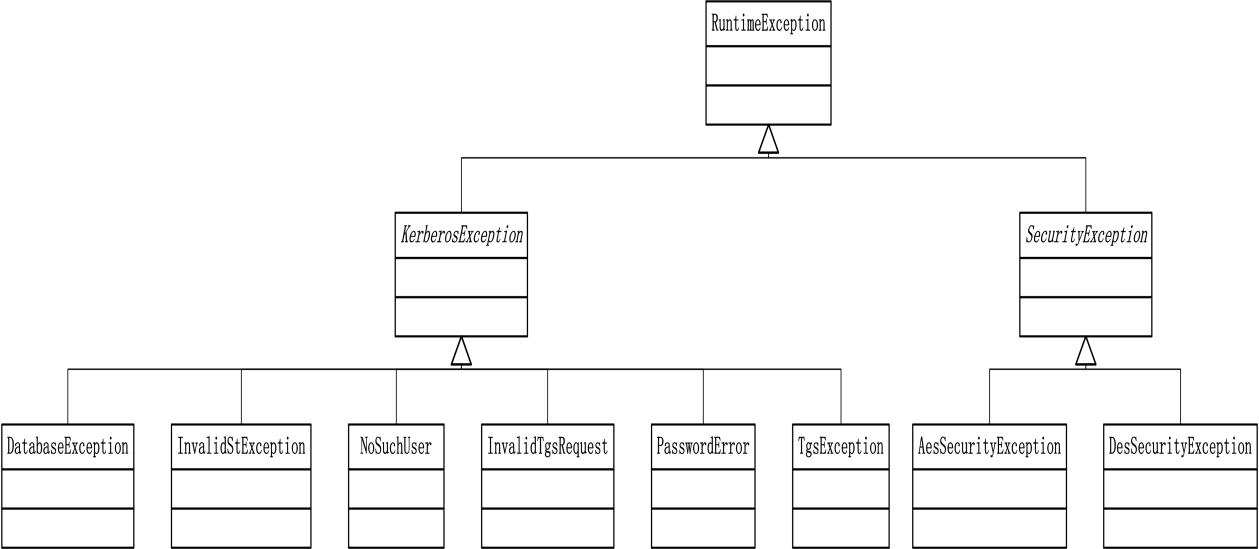 RuntimeException
KerberosException
SecurityException
DatabaseException
InvalidStException
NoSuchUser
InvalidTgsRequest
PasswordError
TgsException
AesSecurityException
DesSecurityException